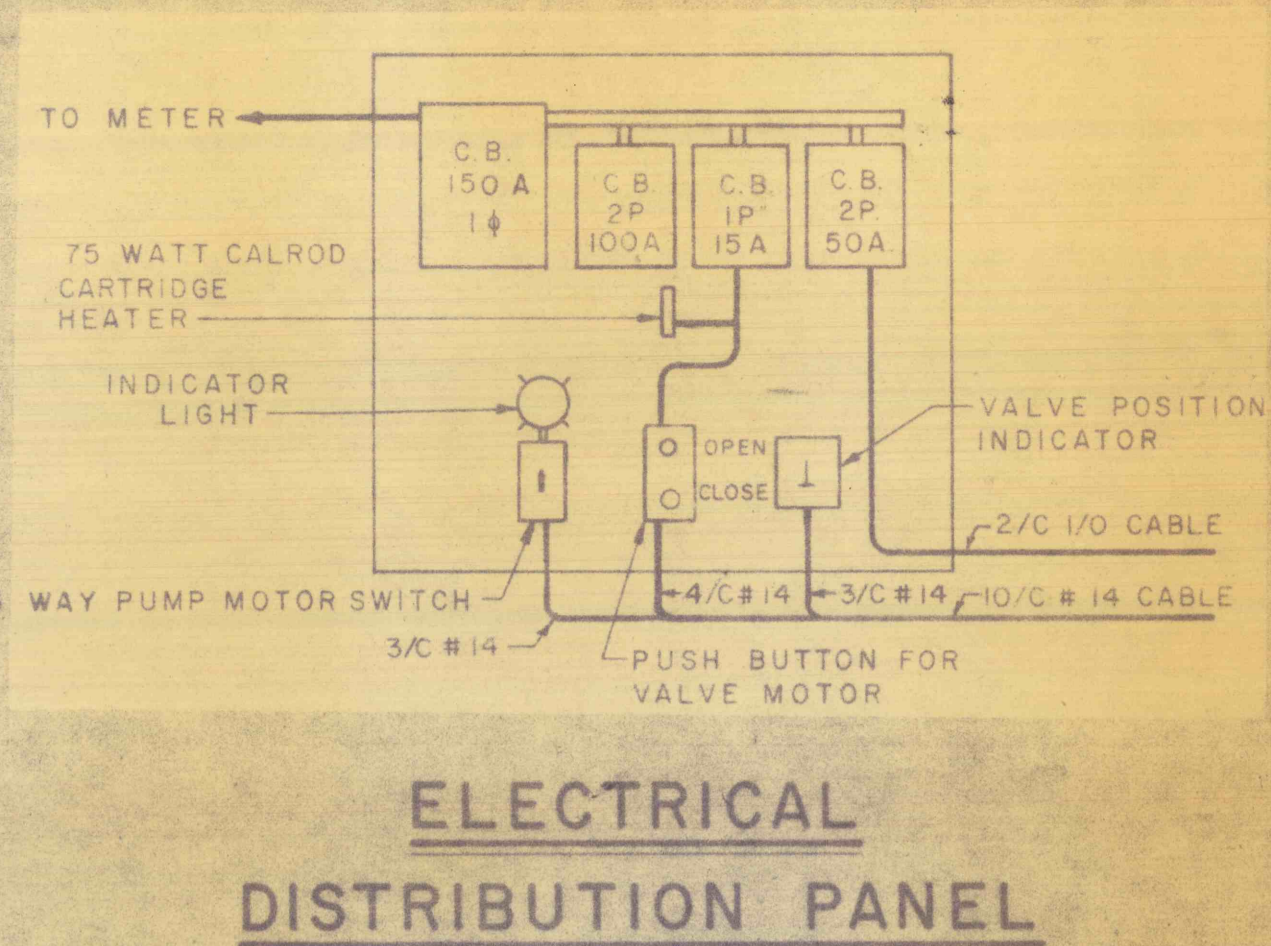 TO METER
C.B.
150 A
1 ϕ
C B.
2P
100A
C.B.
1P"
15 A
C.B.
2P.
50A.
75 WATT CALROD
CARTRIDGE
HEATER
INDICATOR
LIGHT
OPEN
CLOSE
VALVE POSITION
INDICATOR
2/C 1/0 CABLE
WAY PUMP MOTOR SWITCH
4/C # 14
3/C # 14
10/C # 14 CABLE
3/C # 14
PUSH BUTTON FOR
VALVE MOTOR
ELECTRICAL
DISTRIBUTION PANEL